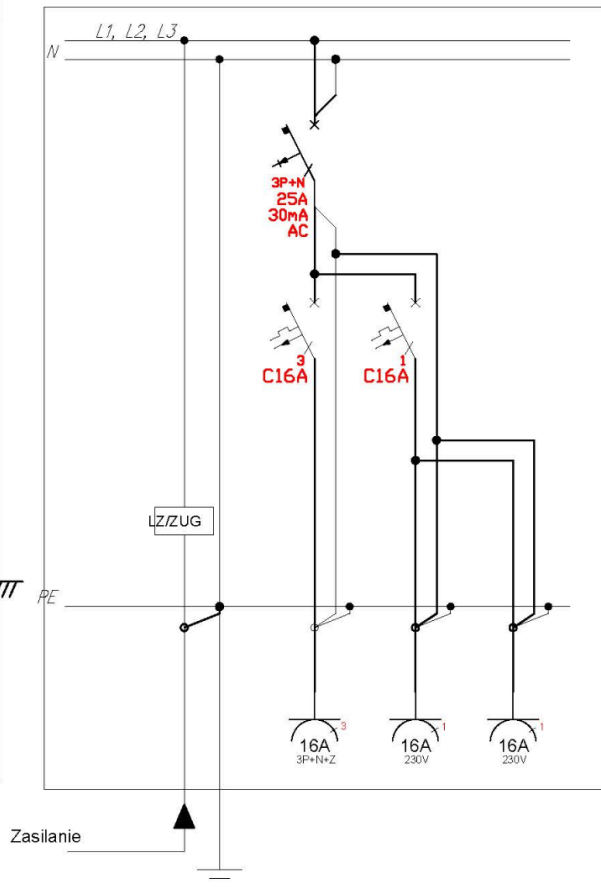 L1, L2, L3
N
3P+N
25A
30mA
AC
3
C16A
1
C16A
LZ/ZUG
PE
3
16A
3P+N+Z
1
16A
230V
1
16A
230V
Zasilanie